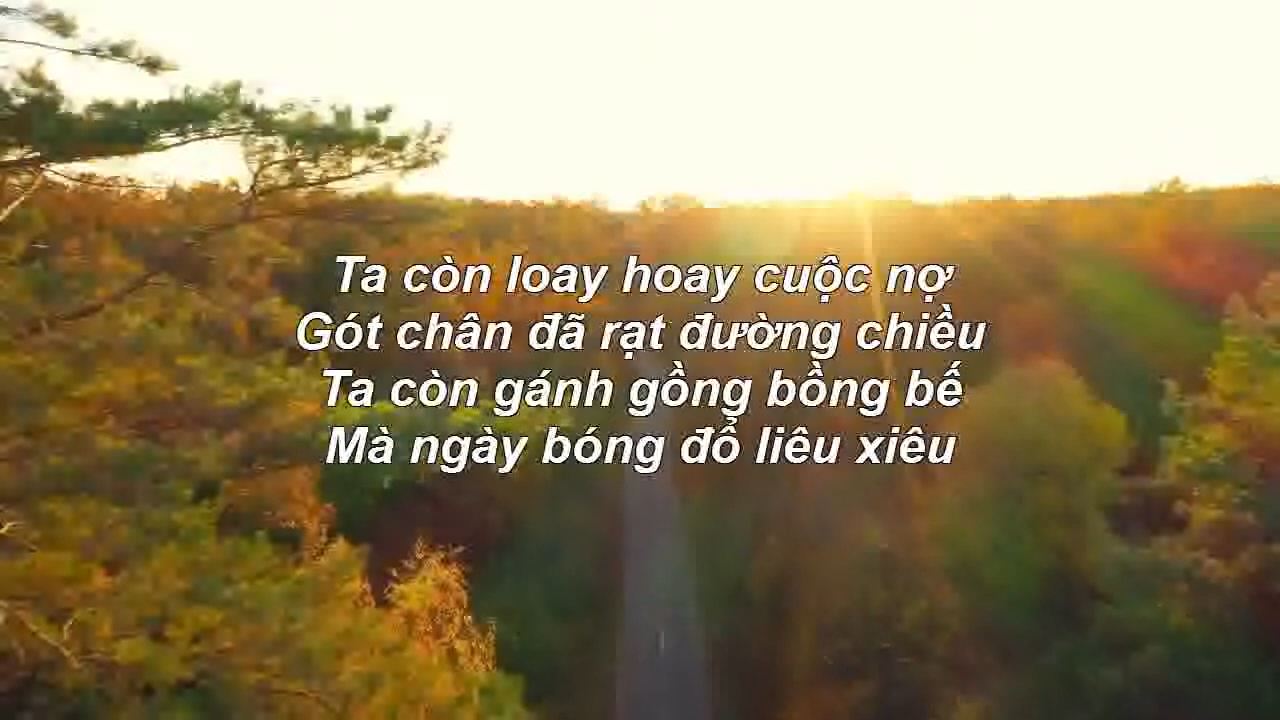 Ta còn loay hoay cuộc nợ
Gót chân đã rạt đường chiều
Ta còn gánh gồng bồng bế
Mà ngày bóng đổ liêu xiêu